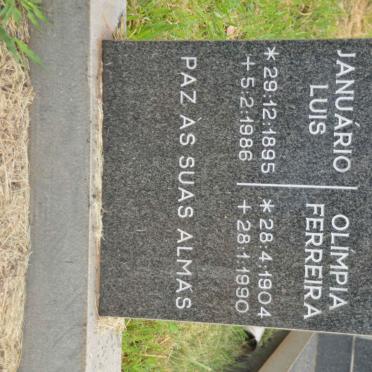 JANUÁRIO
LUIS
*29.12.1895
+5.2.1986
OLÍMPIA
FERREIRA
*28.4.1904
+28.1.1990
PAZ ÀS SUAS ALMAS